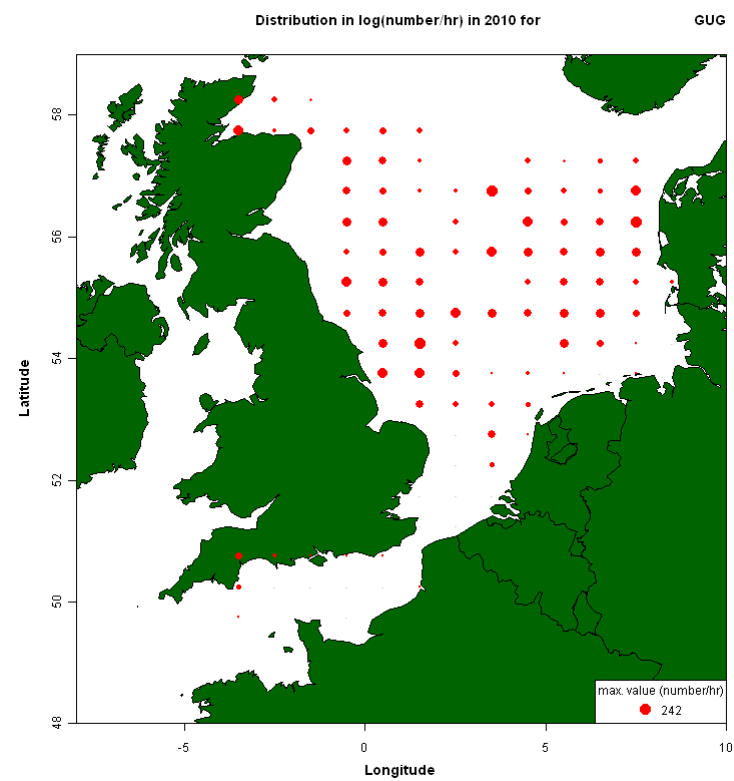 Distribution in log(number/hr) in 2010 for GUG
58
56
54
52
50
48
Latitude
-5 0 5 10
Longitude
max. value (number/hr)
242